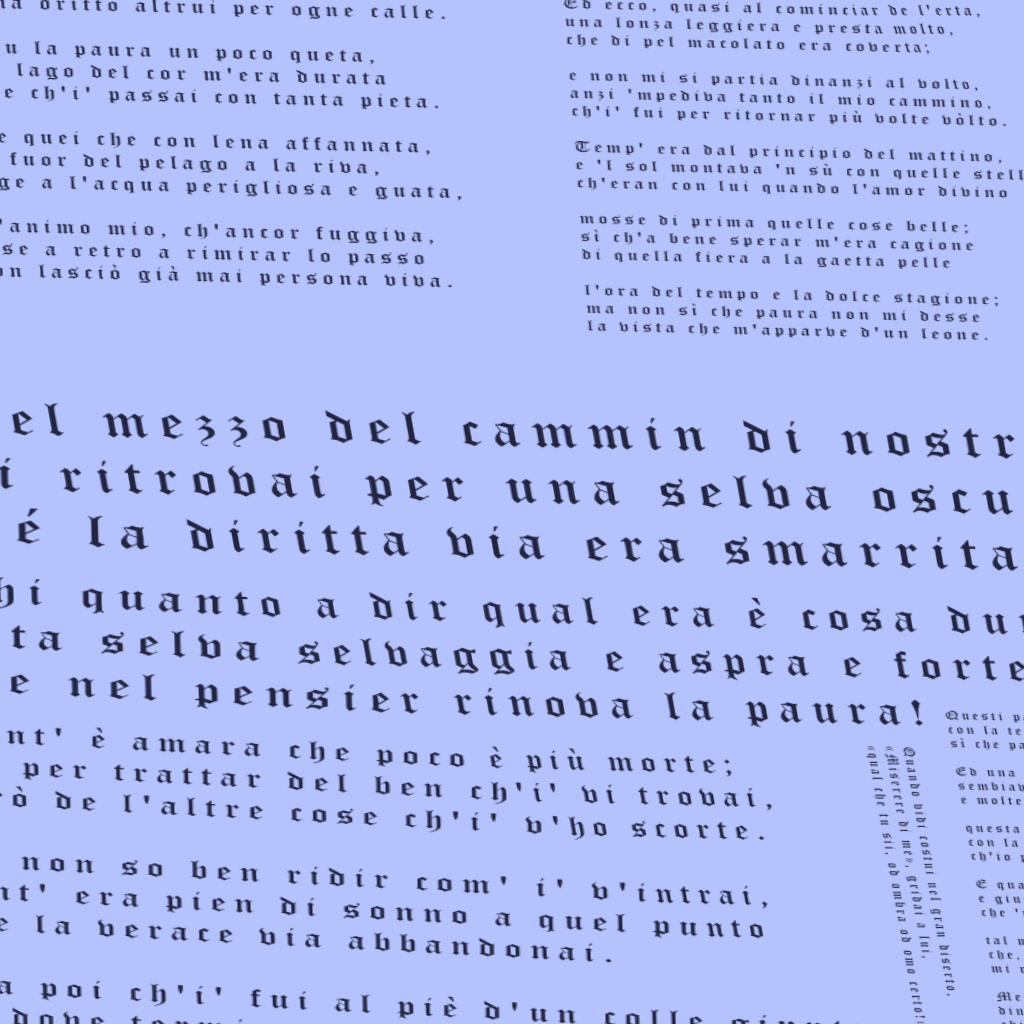 dritto altrui per ogne calle.
u la paura un poco queta,
lago del cor m'era durata
e ch'i' passai con tanta pieta.
e quei che con lena affannata,
fuor del pelago a la riva,
ge a l'acqua perigliosa e guata,
'animo mio, ch'ancor fuggiva,
se a retro a rimirar lo passo
on lasciò già mai persona viva.
Ed ecco, quasi al cominciar de l'erta,
una lonza leggiera e presta molto,
che di pel macolato era coverta;
e non mi si partia dinanzi al volto,
anzi 'mpediva tanto il mio cammino,
ch'i' fui per ritornar più volte vòlto.
Temp' era dal principio del mattino,
e 'l sol montava 'n sù con quelle stell
ch'eran con lui quando l'amor divino
mosse di prima quelle cose belle;
sì ch'a bene sperar m'era cagione
di quella fiera a la gaetta pelle
l'ora del tempo e la dolce stagione;
ma non sì che paura non mi desse
la vista che m'apparve d'un leone.
el mezzo del cammin di nostr
i ritrovai per una selva oscu
é la diritta via era smarrita
hi quanto a dir qual era è cosa dur
ta selva selvaggia e aspra e forte
e nel pensier rinova la paura!
nt' è amara che poco è più morte;
per trattar del ben ch'i' vi trovai,
rò de l'altre cose ch'i' v'ho scorte.
non so ben ridir com' i' v'intrai,
nt' era pien di sonno a quel punto
e la verace via abbandonai.
a poi ch'i' fui al piè d'un colle
dove
Quando vidi costui nel gran diserto,
«Miserere di me», gridai a lui,
«qual che tu sii, od ombra od omo certo!
Questi pa
con la te
sì che pa
Ed una
sembiav
e molte
questa
con la
ch'io p
E qua
e giu
che 'n
tal m
che,
mi r
Me
din